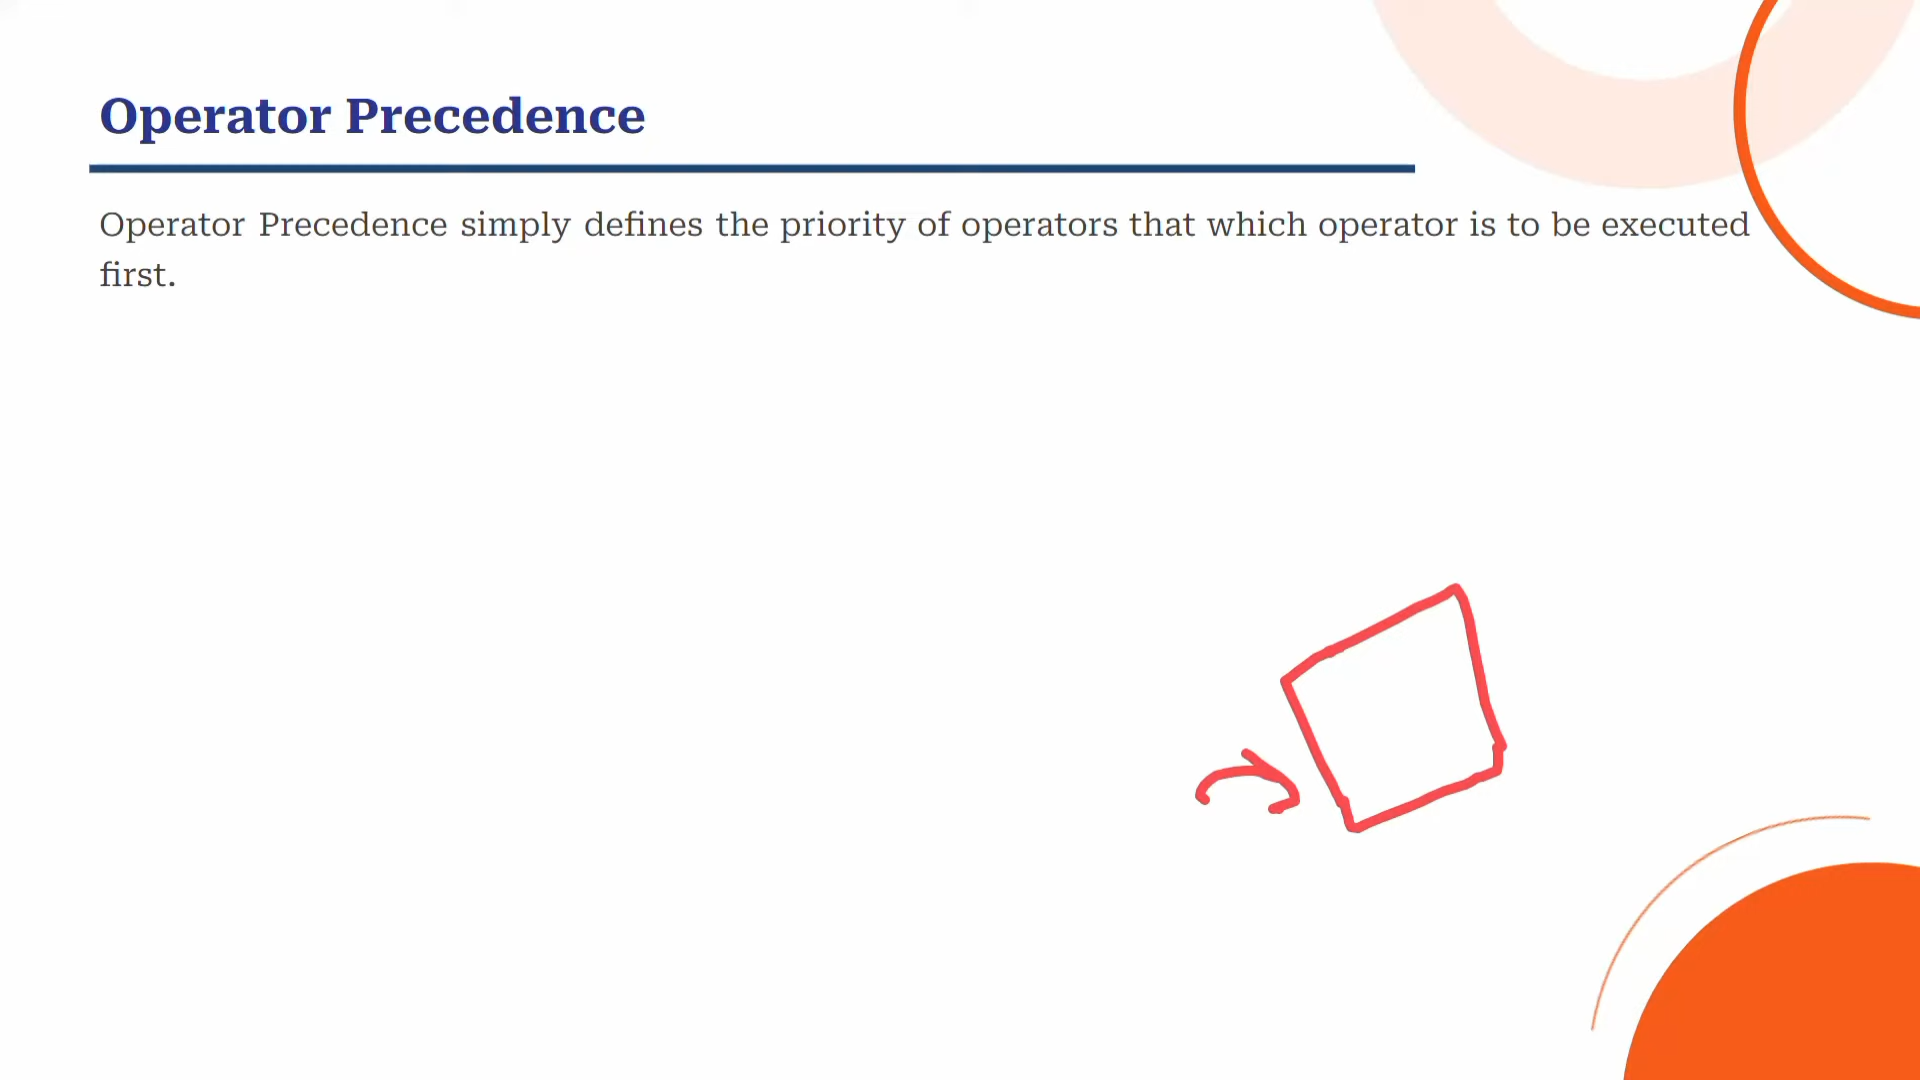 Operator Precedence
Operator Precedence simply defines the priority of operators that which operator is to be executed
first.